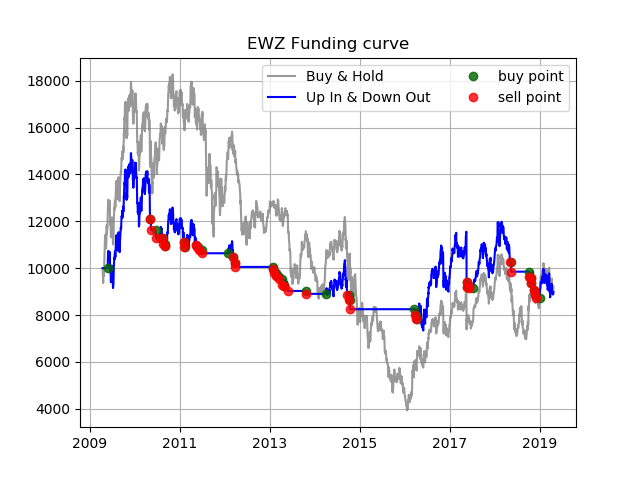 EWZ Funding curve
Buy & Hold
Up In & Down Out
buy point
sell point
18000
16000
14000
12000
10000
8000
6000
4000
2009 2011 2013 2015 2017 2019